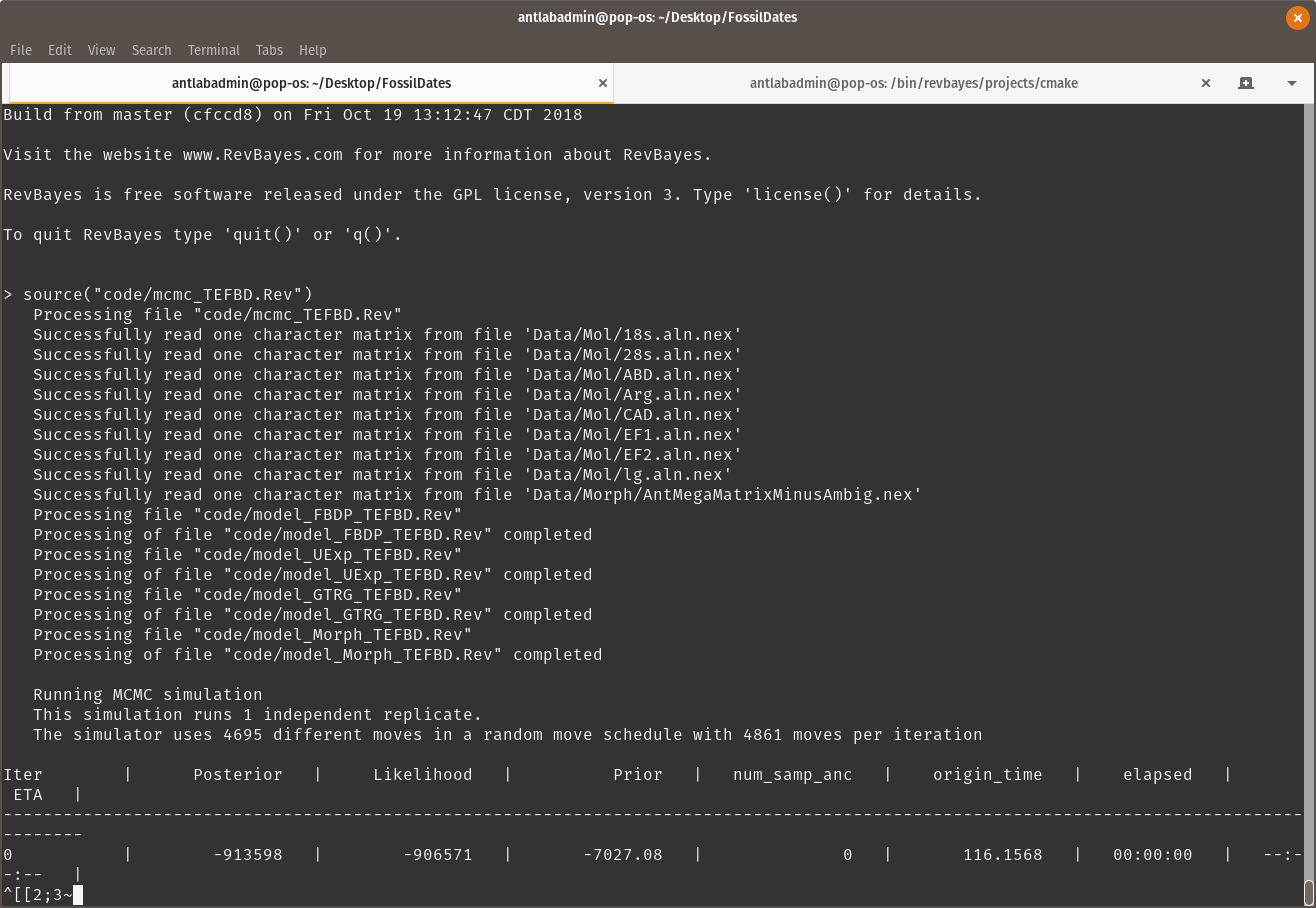 antlabadmin@pop-os: ~/Desktop/FossilDates
File Edit View Search Terminal Tabs Help
antlabadmin@pop-os: ~/Desktop/FossilDates × antlabadmin@pop-os: /bin/revbayes/projects/cmake ×
Build from master (cfccd8) on Fri Oct 19 13:12:47 CDT 2018
Visit the website www.RevBayes.com for more information about RevBayes.
RevBayes is free software released under the GPL license, version 3. Type 'license()' for details.
To quit RevBayes type 'quit()' or 'q()'.
> source("code/mcmc_TEFBD.Rev")
Processing file "code/mcmc_TEFBD.Rev"
Successfully read one character matrix from file 'Data/Mol/18s.aln.nex'
Successfully read one character matrix from file 'Data/Mol/28s.aln.nex'
Successfully read one character matrix from file 'Data/Mol/ABD.aln.nex'
Successfully read one character matrix from file 'Data/Mol/Arg.aln.nex'
Successfully read one character matrix from file 'Data/Mol/CAD.aln.nex'
Successfully read one character matrix from file 'Data/Mol/EF1.aln.nex'
Successfully read one character matrix from file 'Data/Mol/EF2.aln.nex'
Successfully read one character matrix from file 'Data/Mol/lg.aln.nex'
Successfully read one character matrix from file 'Data/Morph/AntMegaMatrixMinusAmbig.nex'
Processing file "code/model_FBDP_TEFBD.Rev"
Processing of file "code/model_FBDP_TEFBD.Rev" completed
Processing file "code/model_UExp_TEFBD.Rev"
Processing of file "code/model_UExp_TEFBD.Rev" completed
Processing file "code/model_GTRG_TEFBD.Rev"
Processing of file "code/model_GTRG_TEFBD.Rev" completed
Processing file "code/model_Morph_TEFBD.Rev"
Processing of file "code/model_Morph_TEFBD.Rev" completed
Running MCMC simulation
This simulation runs 1 independent replicate.
The simulator uses 4695 different moves in a random move schedule with 4861 moves per iteration
Iter | Posterior | Likelihood | Prior | num_samp_anc | origin_time | elapsed |
ETA |
----------------------------------------------------------------------------------------------------------------------------------
--------
0 | -913598 | -906571 | -7027.08 | 0 | 116.1568 | 00:00:00 | --:-
-:-- |
^[[2;3~